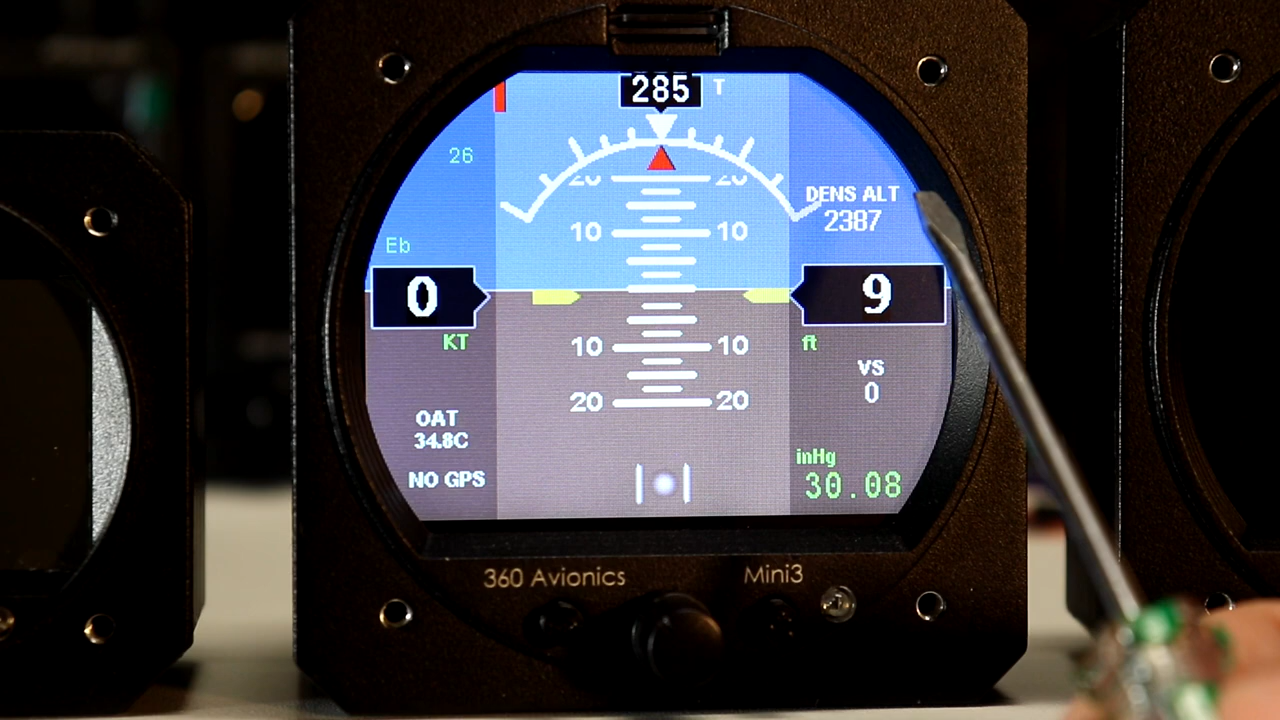 285 T
26
20 20
DENS ALT
2387
10 10
Eb
0
9
KT
ft
10 10
VS
0
20 20
OAT
34.8C
inHg
NO GPS
30.08
360 Avionics Mini3